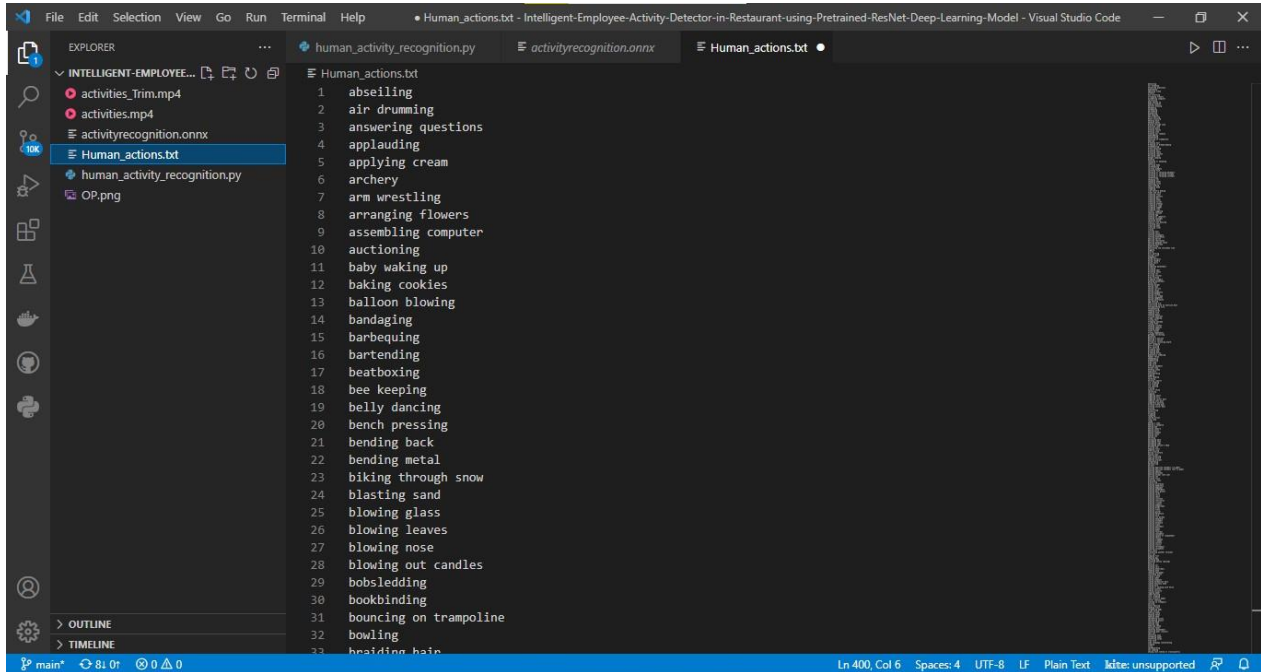 File Edit Selection View Go Run Terminal Help
● Human_actions.txt - Intelligent-Employee-Activity-Detector-in-Restaurant-using-Pretrained-ResNet-Deep-Learning-Model - Visual Studio Code
EXPLORER
human_activity_recognition.py
activityrecognition.onnx
Human_actions.txt ●
INTELLIGENT-EMPLOYEE...
activities_Trim.mp4
activities.mp4
activityrecognition.onnx
Human_actions.txt
human_activity_recognition.py
OP.png
1
10K
Human_actions.txt
1 abseiling
2 air drumming
3 answering questions
4 applauding
5 applying cream
6 archery
7 arm wrestling
8 arranging flowers
9 assembling computer
10 auctioning
11 baby waking up
12 baking cookies
13 balloon blowing
14 bandaging
15 barbequing
16 bartending
17 beatboxing
18 bee keeping
19 belly dancing
20 bench pressing
21 bending back
22 bending metal
23 biking through snow
24 blasting sand
25 blowing glass
26 blowing leaves
27 blowing nose
28 blowing out candles
29 bobsledding
30 bookbinding
31 bouncing on trampoline
32 bowling
33 braiding hair
OUTLINE
TIMELINE
main* 8↓ 0↑ 0 0
Ln 400, Col 6 Spaces: 4 UTF-8 LF Plain Text kite: unsupported